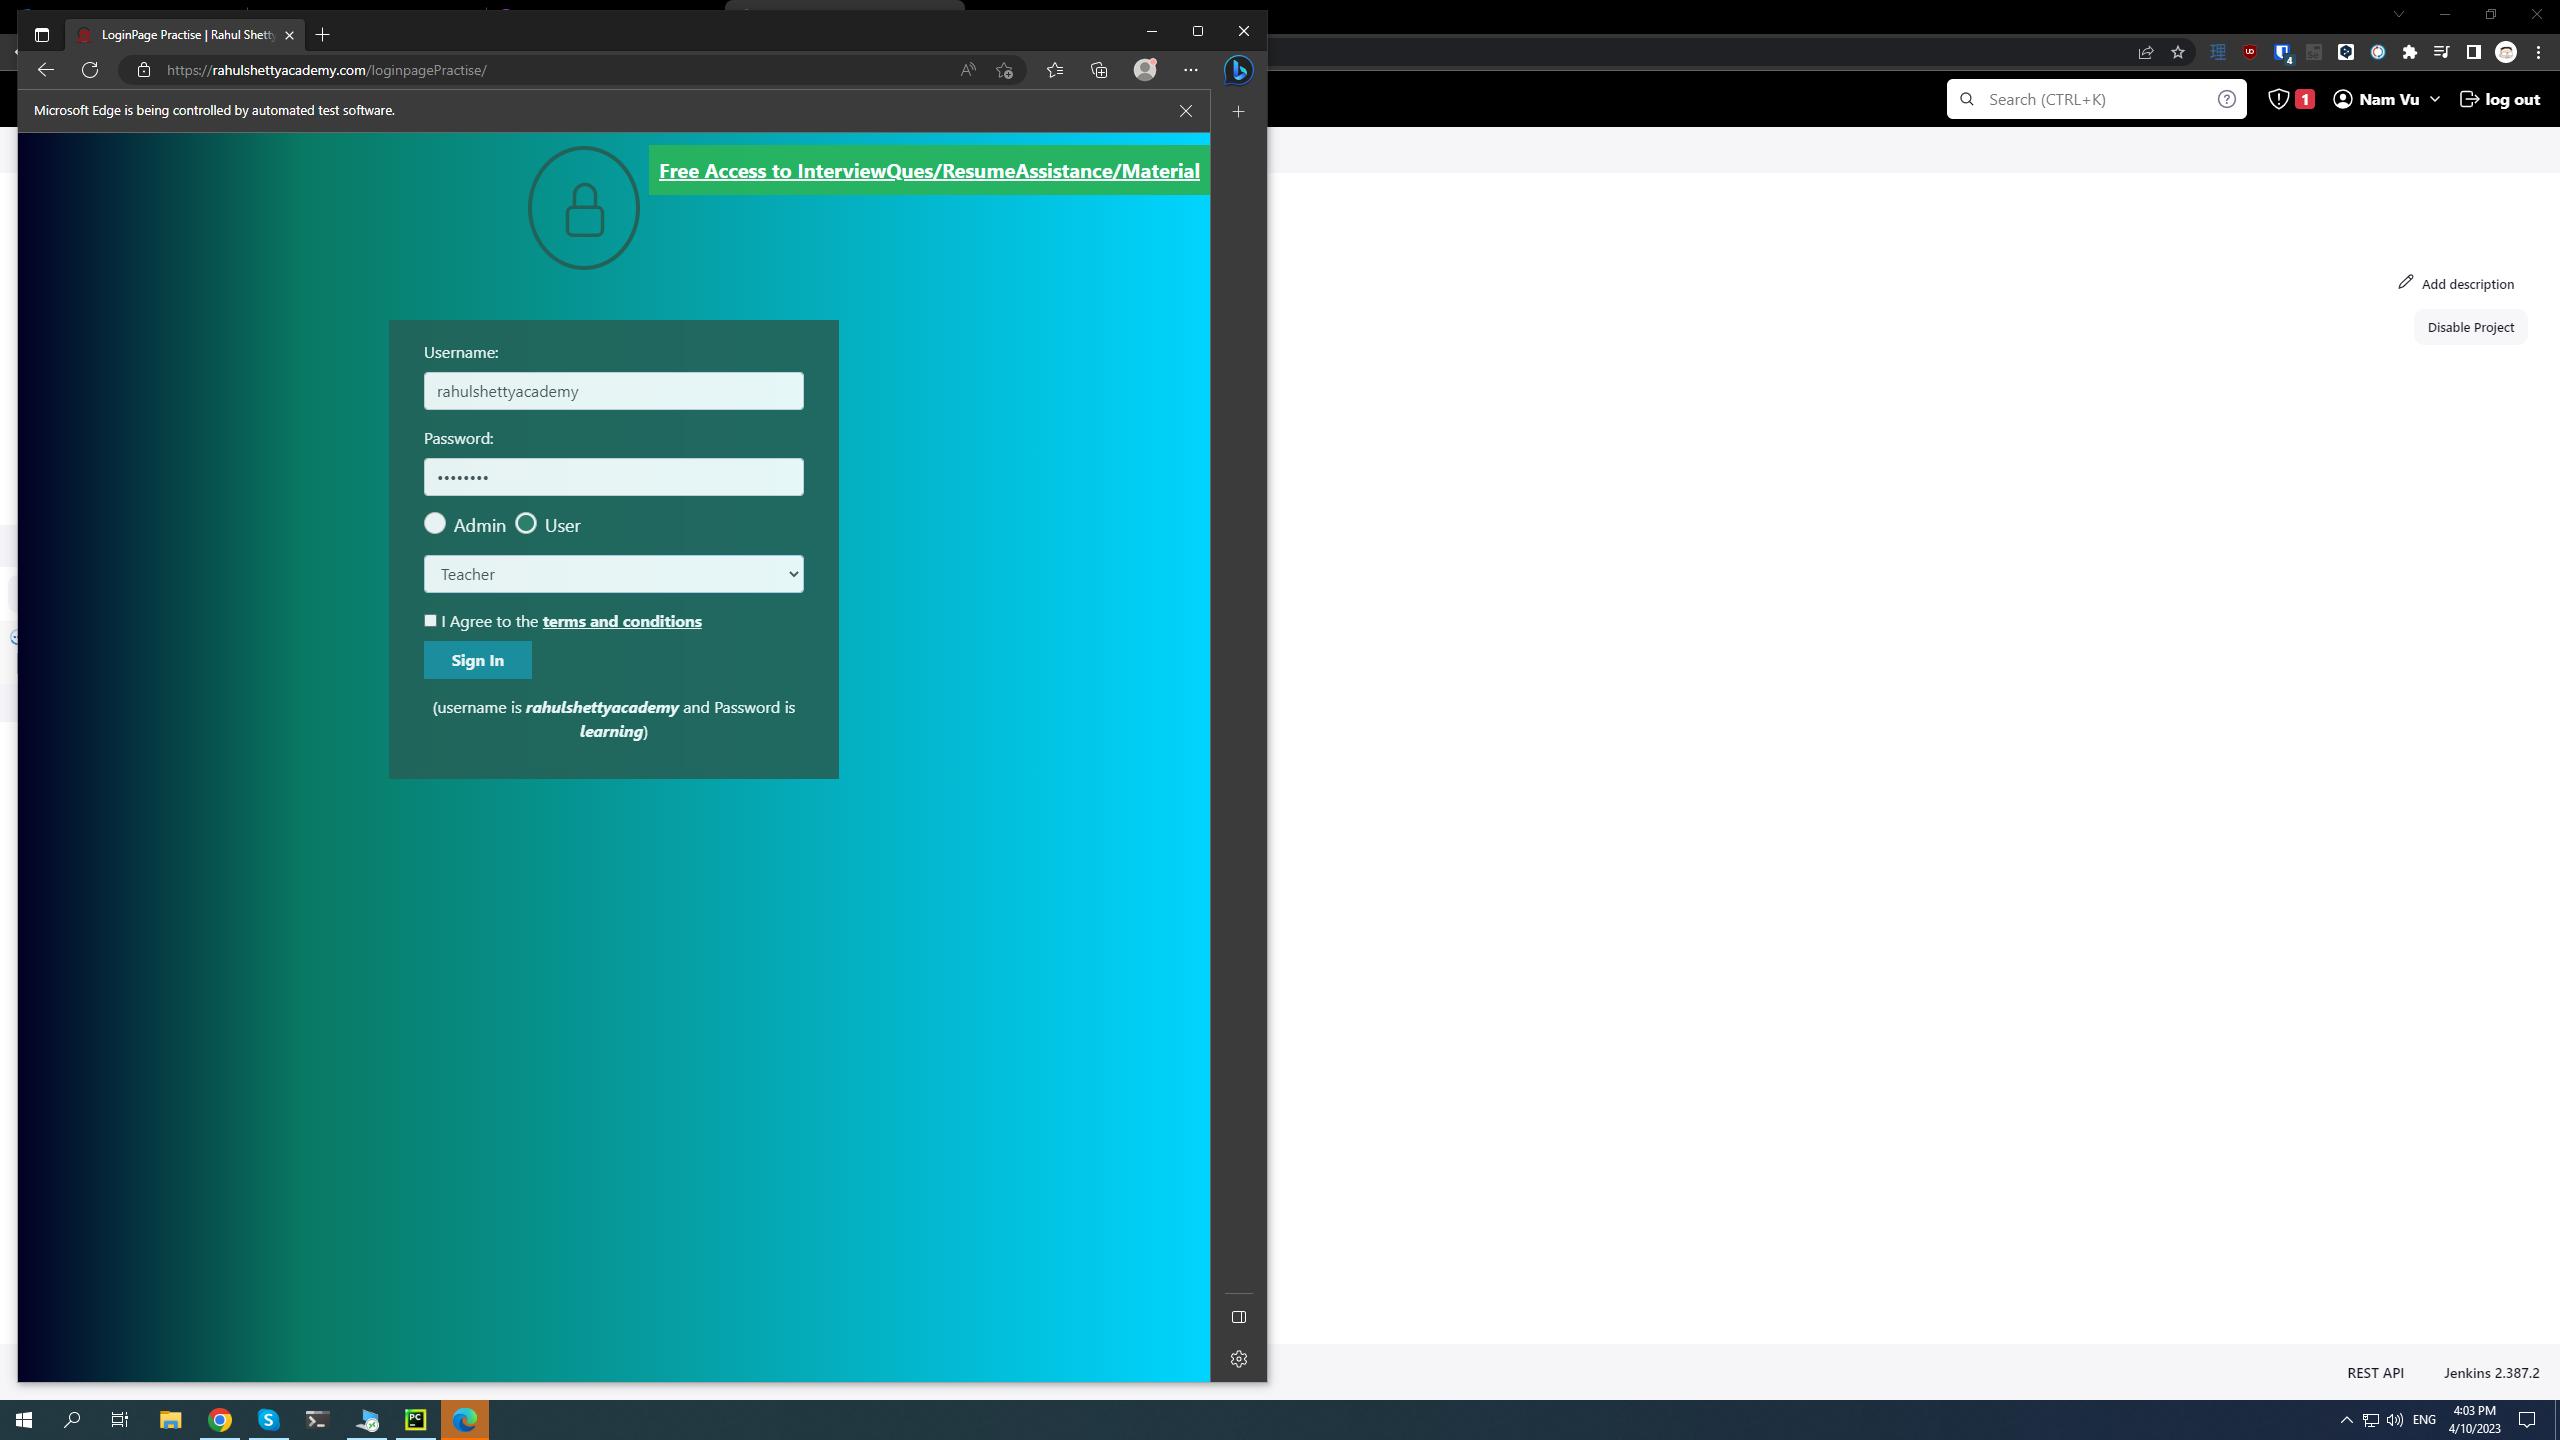 LoginPage Practise | Rahul Shetty
https://rahulshettyacademy.com/loginpagePractise/
4
Microsoft Edge is being controlled by automated test software.
Search (CTRL+K)
1
Nam Vu
log out
Free Access to InterviewQues/ResumeAssistance/Material
Add description
Disable Project
Username:
rahulshettyacademy
Password:
••••••••
Admin
User
Teacher
I Agree to the terms and conditions
Sign In
(username is rahulshettyacademy and Password is
learning)
REST API
Jenkins 2.387.2
ENG
4:03 PM
4/10/2023